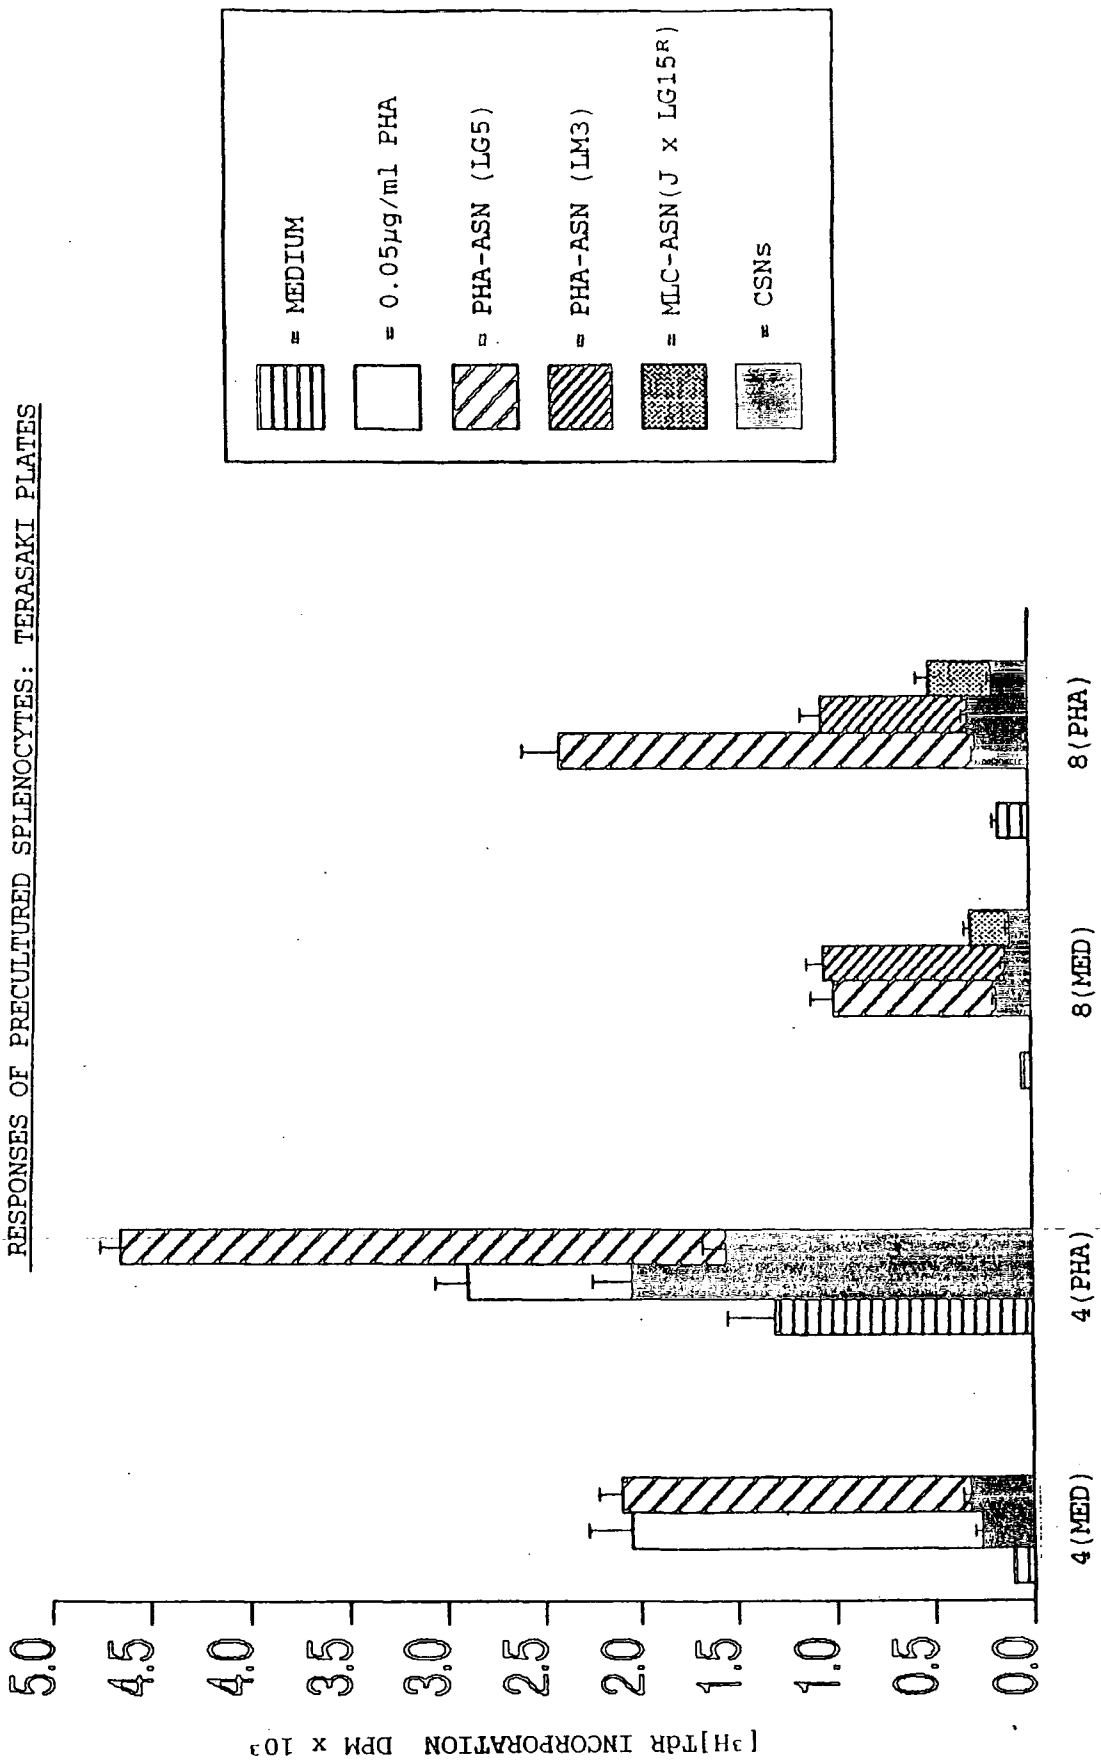 RESPONSES OF PRECULTURED SPLENOCYTES: TERASAKI PLATES
= MEDIUM
= 0.05µg/ml PHA
= PHA-ASN (LG5)
= PHA-ASN (LM3)
= MLC-ASN(J x LG15ᴿ)
= CSNs
[³H]TdR INCORPORATION DPM x 10³
5.0
4.5
4.0
3.5
3.0
2.5
2.0
1.5
1.0
0.5
0.0
4(MED) 4(PHA) 8(MED) 8(PHA)